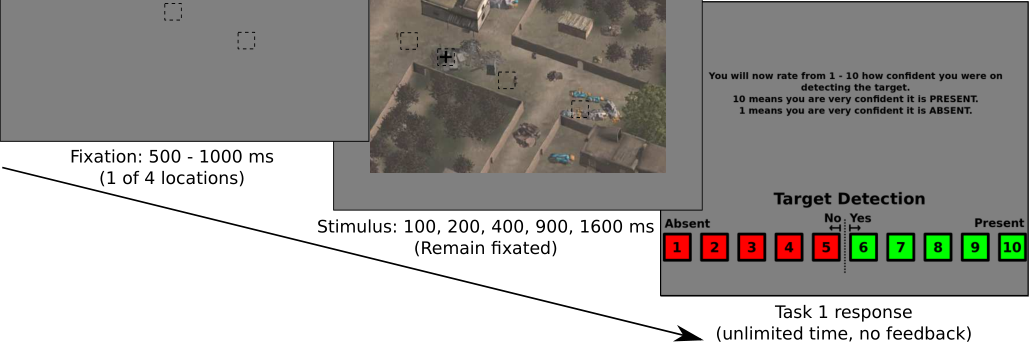 You will now rate from 1 - 10 how confident you were on
detecting the target.
10 means you are very confident it is PRESENT.
1 means you are very confident it is ABSENT.
Fixation: 500 - 1000 ms
(1 of 4 locations)
Target Detection
No Yes
Absent Present
1 2 3 4 5 6 7 8 9 10
Stimulus: 100, 200, 400, 900, 1600 ms
(Remain fixated)
Task 1 response
(unlimited time, no feedback)